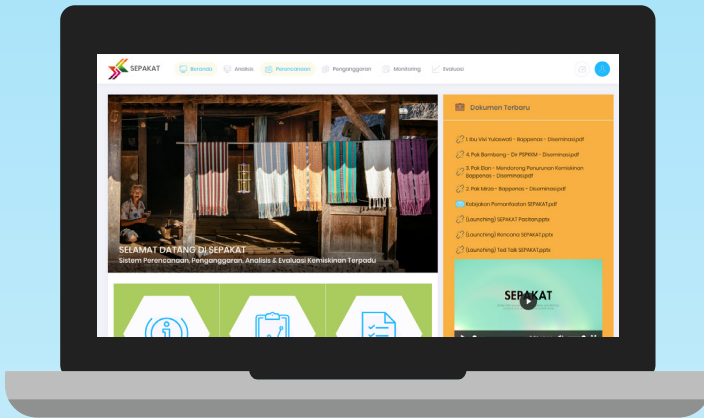 SEPAKAT
Beranda
Analisis
Perencanaan
Penganggaran
Monitoring
Evaluasi
SELAMAT DATANG DI SEPAKAT
Sistem Perencanaan, Penganggaran, Analisis & Evaluasi Kemiskinan Terpadu
Dokumen Terbaru
1. Ibu Vivi Yulaswati - Bappenas - Diseminasi.pdf
4. Pak Bambang - Dir PSPKKM - Diseminasi.pdf
3. Pak Elan - Mendorong Penurunan Kemiskinan
Bappenas - Diseminasi.pdf
2. Pak Mirza - Bappenas - Diseminasi.pdf
Kebijakan Pemanfaatan SEPAKAT.pdf
(Launching) SEPAKAT Pacitan.pptx
(Launching) Rencana SEPAKAT.pptx
(Launching) Ted Talk SEPAKAT.pptx
SEPAKAT